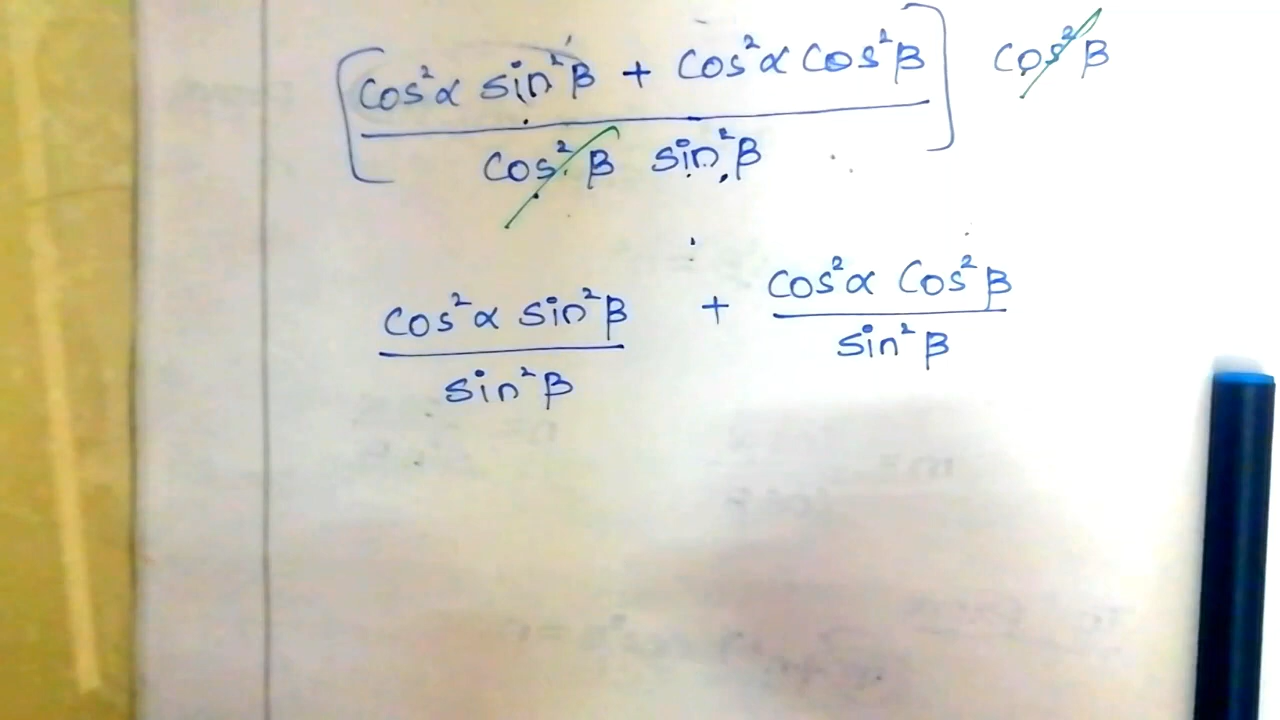 [cos²α sin²β + cos²α cos²β / cos²β sin²β] cos²β
cos²α sin²β / sin²β + cos²α cos²β / sin²β